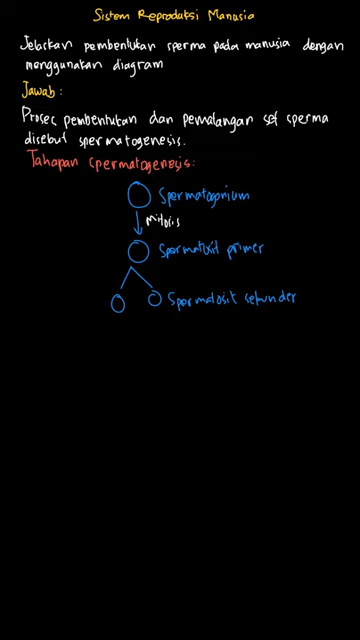 Sistem Reproduksi Manusia
Jelaskan pembentukan sperma pada manusia dengan
menggunakan diagram
Jawab :
Proses pembentukan dan pematangan sel sperma
disebut spermatogenesis.
Tahapan spermatogenesis :
Spermatogonium
Mitosis
Spermatosit primer
Spermatosit sekunder